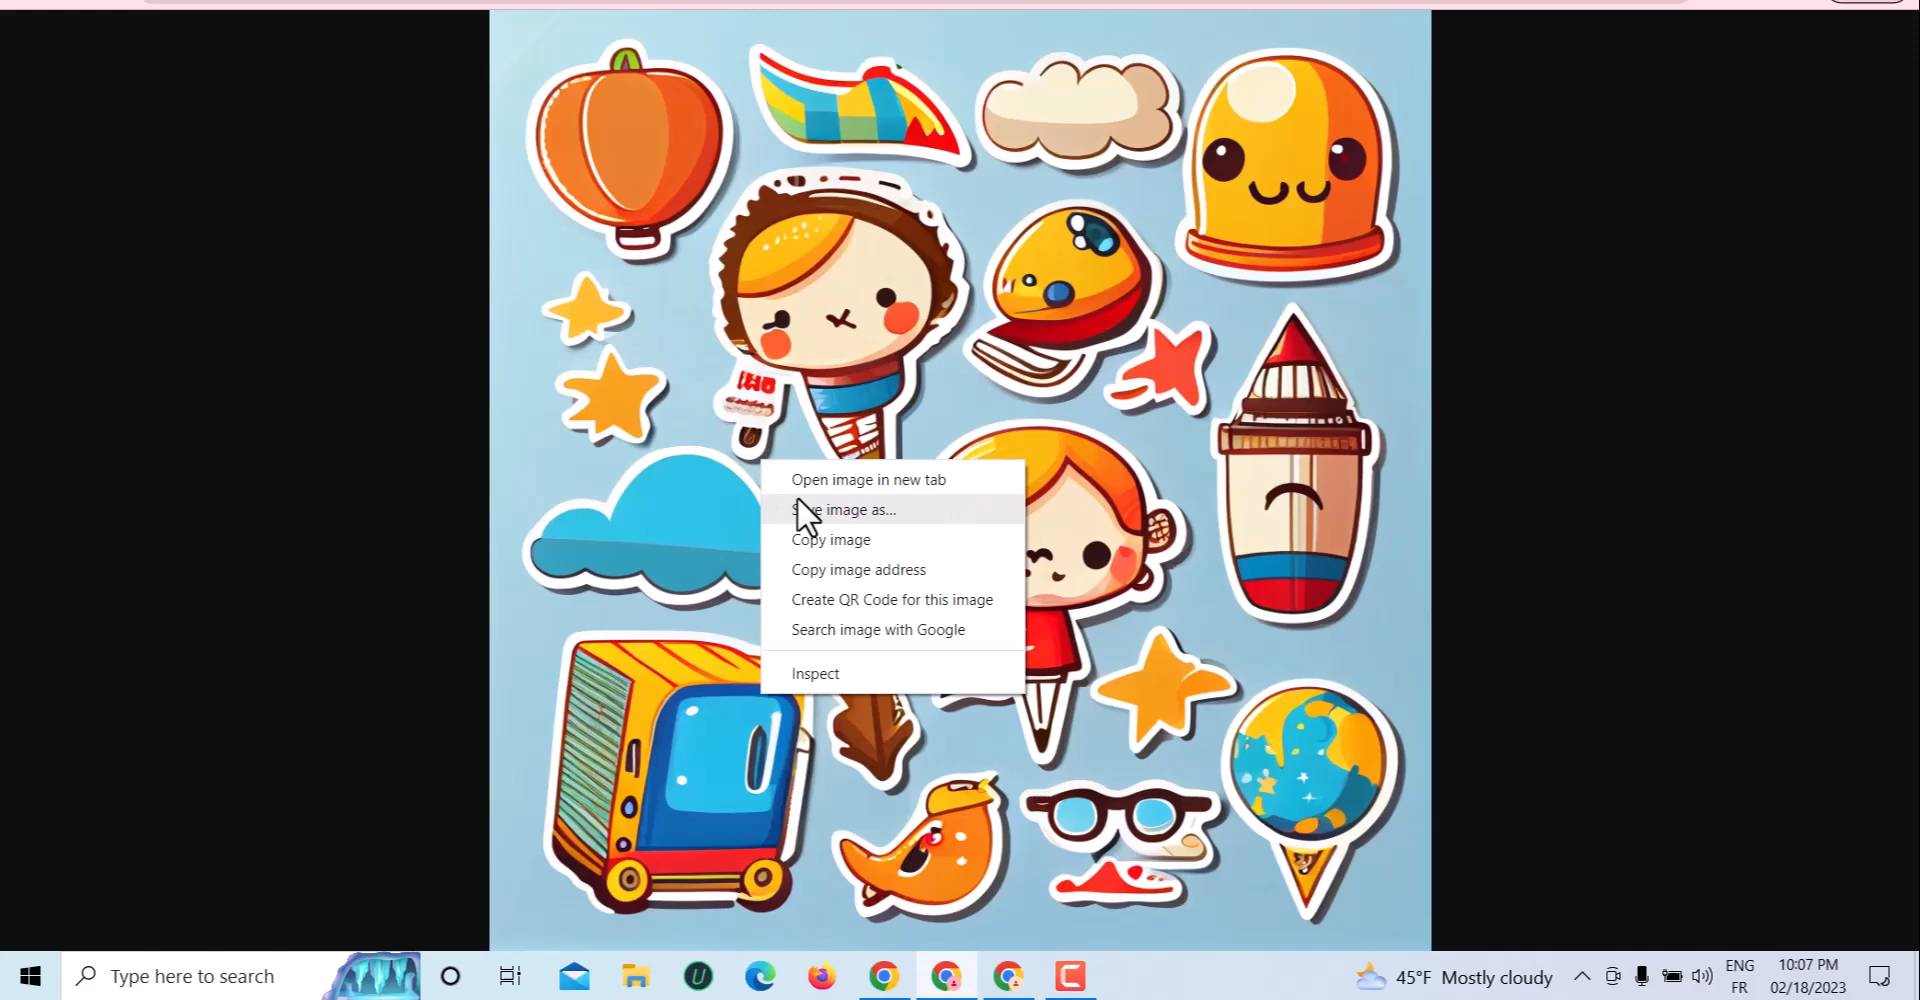 Open image in new tab
Save image as...
Copy image
Copy image address
Create QR Code for this image
Search image with Google
Inspect
Type here to search
45°F Mostly cloudy
ENG
FR
10:07 PM
02/18/2023